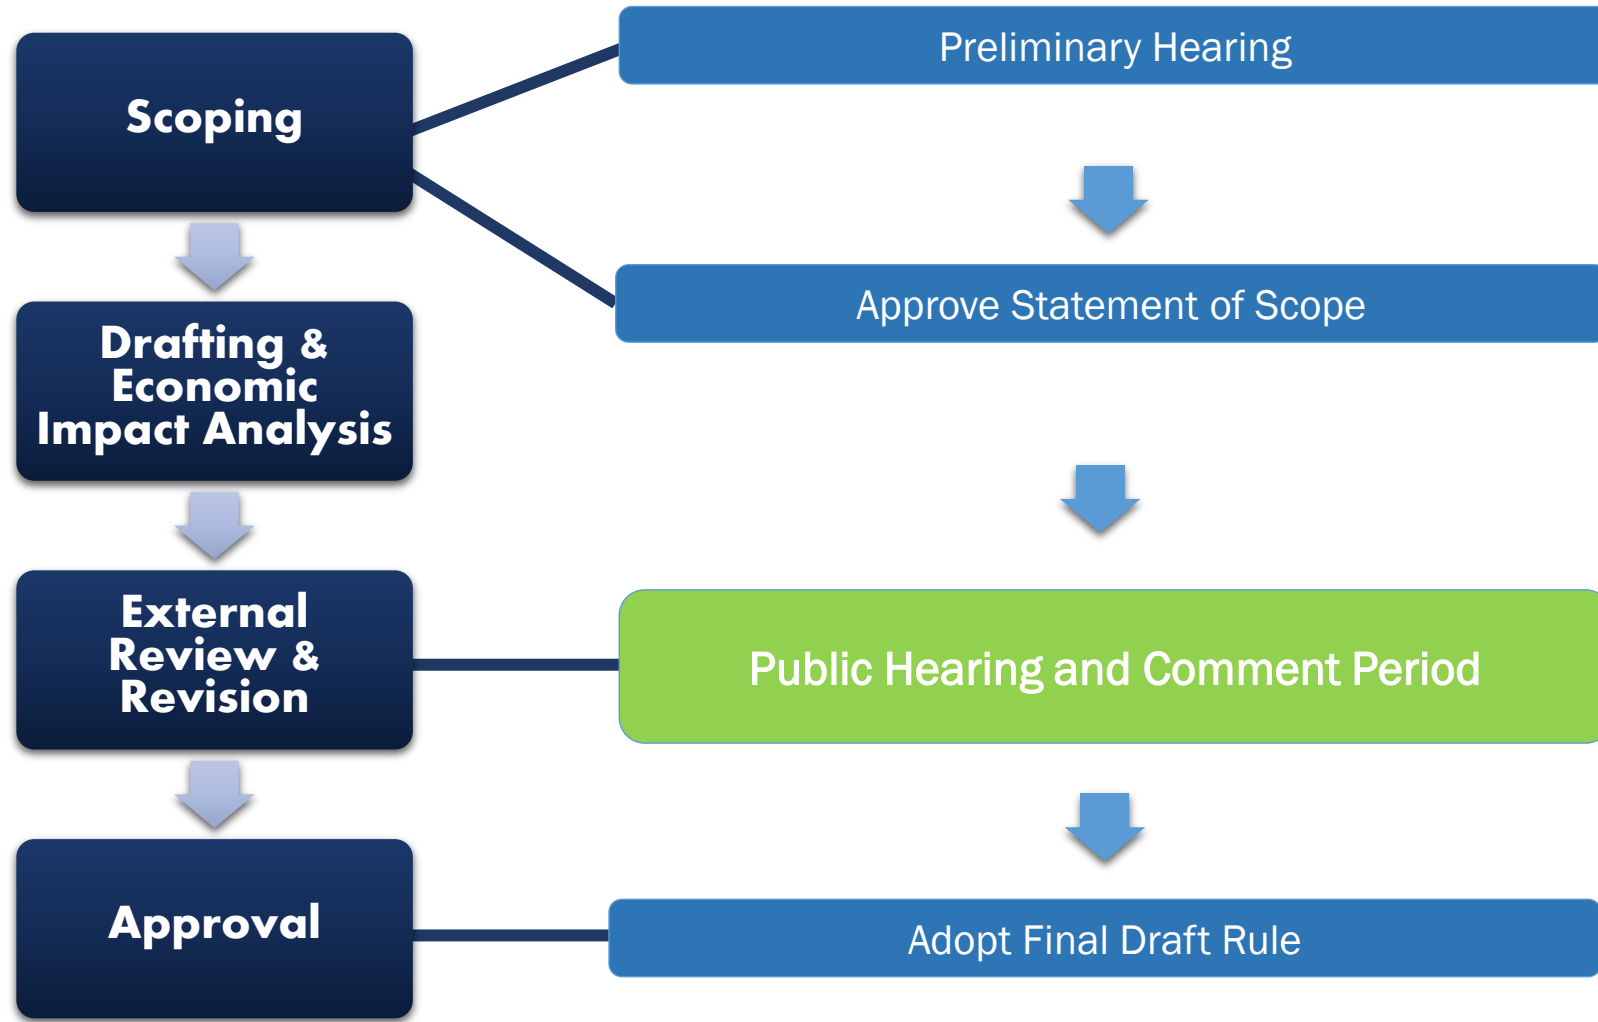 Scoping
Preliminary Hearing
Approve Statement of Scope
Drafting &
Economic
Impact Analysis
External
Review &
Revision
Public Hearing and Comment Period
Approval
Adopt Final Draft Rule